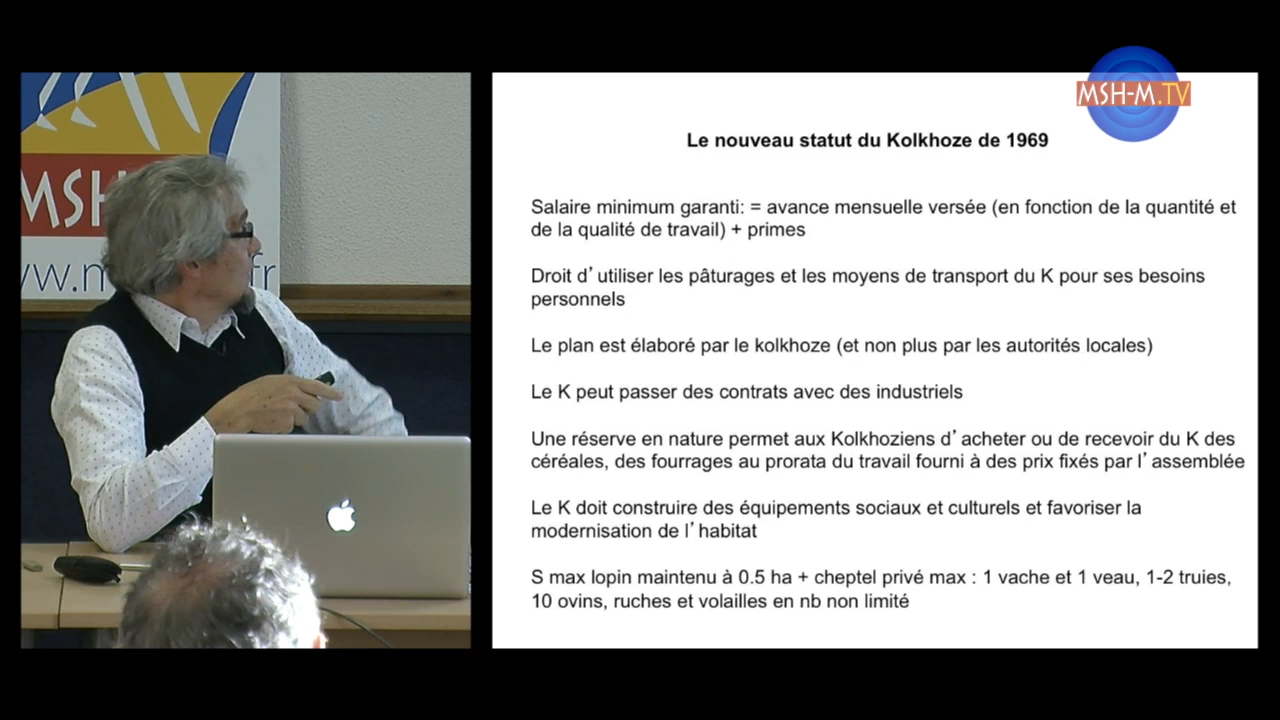 MSH-M.TV
MSH
Le nouveau statut du Kolkhoze de 1969
Salaire minimum garanti: = avance mensuelle versée (en fonction de la quantité et
de la qualité de travail) + primes
Droit d’utiliser les pâturages et les moyens de transport du K pour ses besoins
personnels
Le plan est élaboré par le kolkhoze (et non plus par les autorités locales)
Le K peut passer des contrats avec des industriels
Une réserve en nature permet aux Kolkhoziens d’acheter ou de recevoir du K des
céréales, des fourrages au prorata du travail fourni à des prix fixés par l’assemblée
Le K doit construire des équipements sociaux et culturels et favoriser la
modernisation de l’habitat
S max lopin maintenu à 0.5 ha + cheptel privé max : 1 vache et 1 veau, 1-2 truies,
10 ovins, ruches et volailles en nb non limité